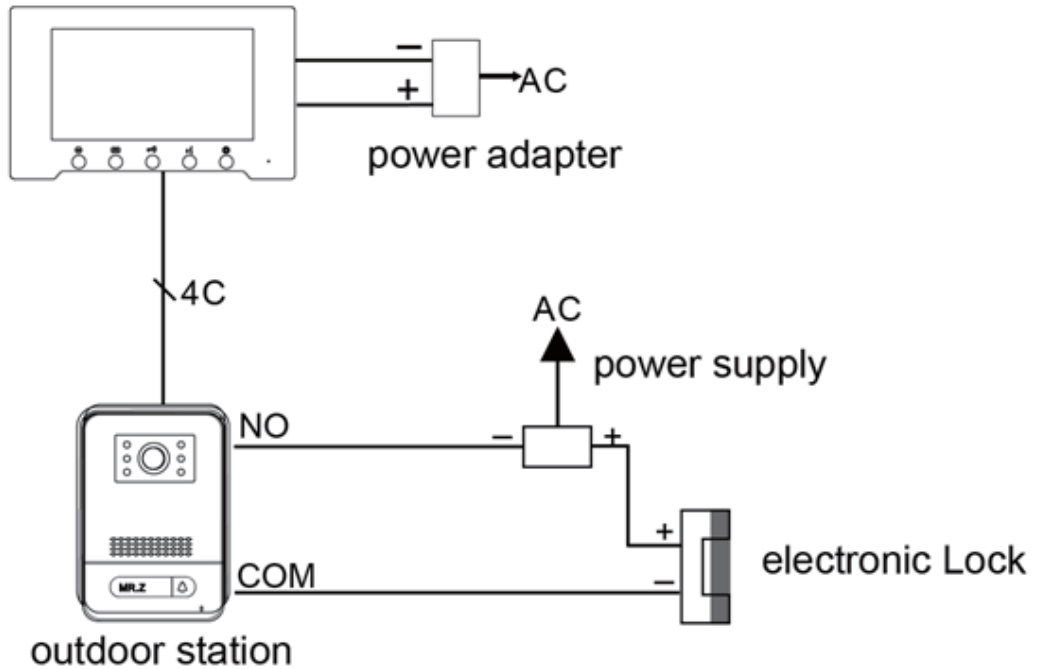 − AC
+
power adapter
4C
AC
power supply
NO − +
+
electronic Lock
COM −
MR.Z
outdoor station